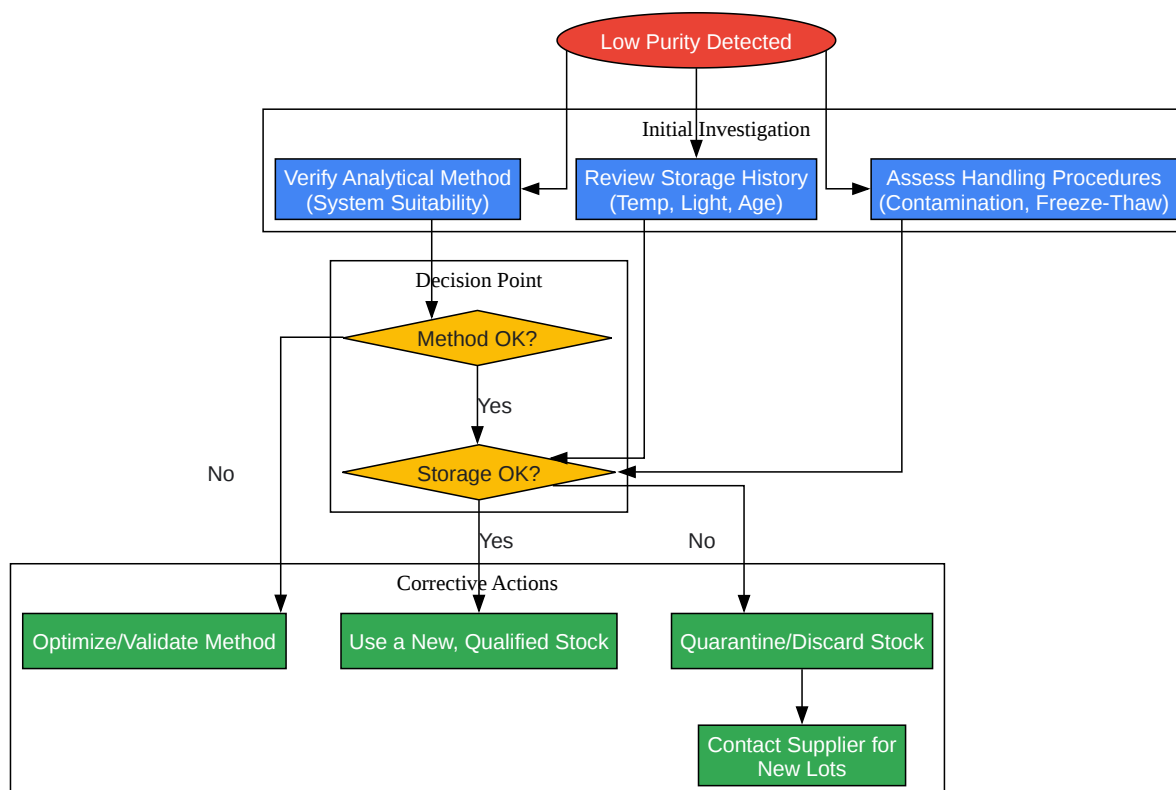 Low Purity Detected
Initial Investigation
Verify Analytical Method
(System Suitability)
Review Storage History
(Temp, Light, Age)
Assess Handling Procedures
(Contamination, Freeze-Thaw)
Decision Point
Method OK?
Yes
Storage OK?
No
Yes
No
Corrective Actions
Optimize/Validate Method
Use a New, Qualified Stock
Quarantine/Discard Stock
Contact Supplier for
New Lots